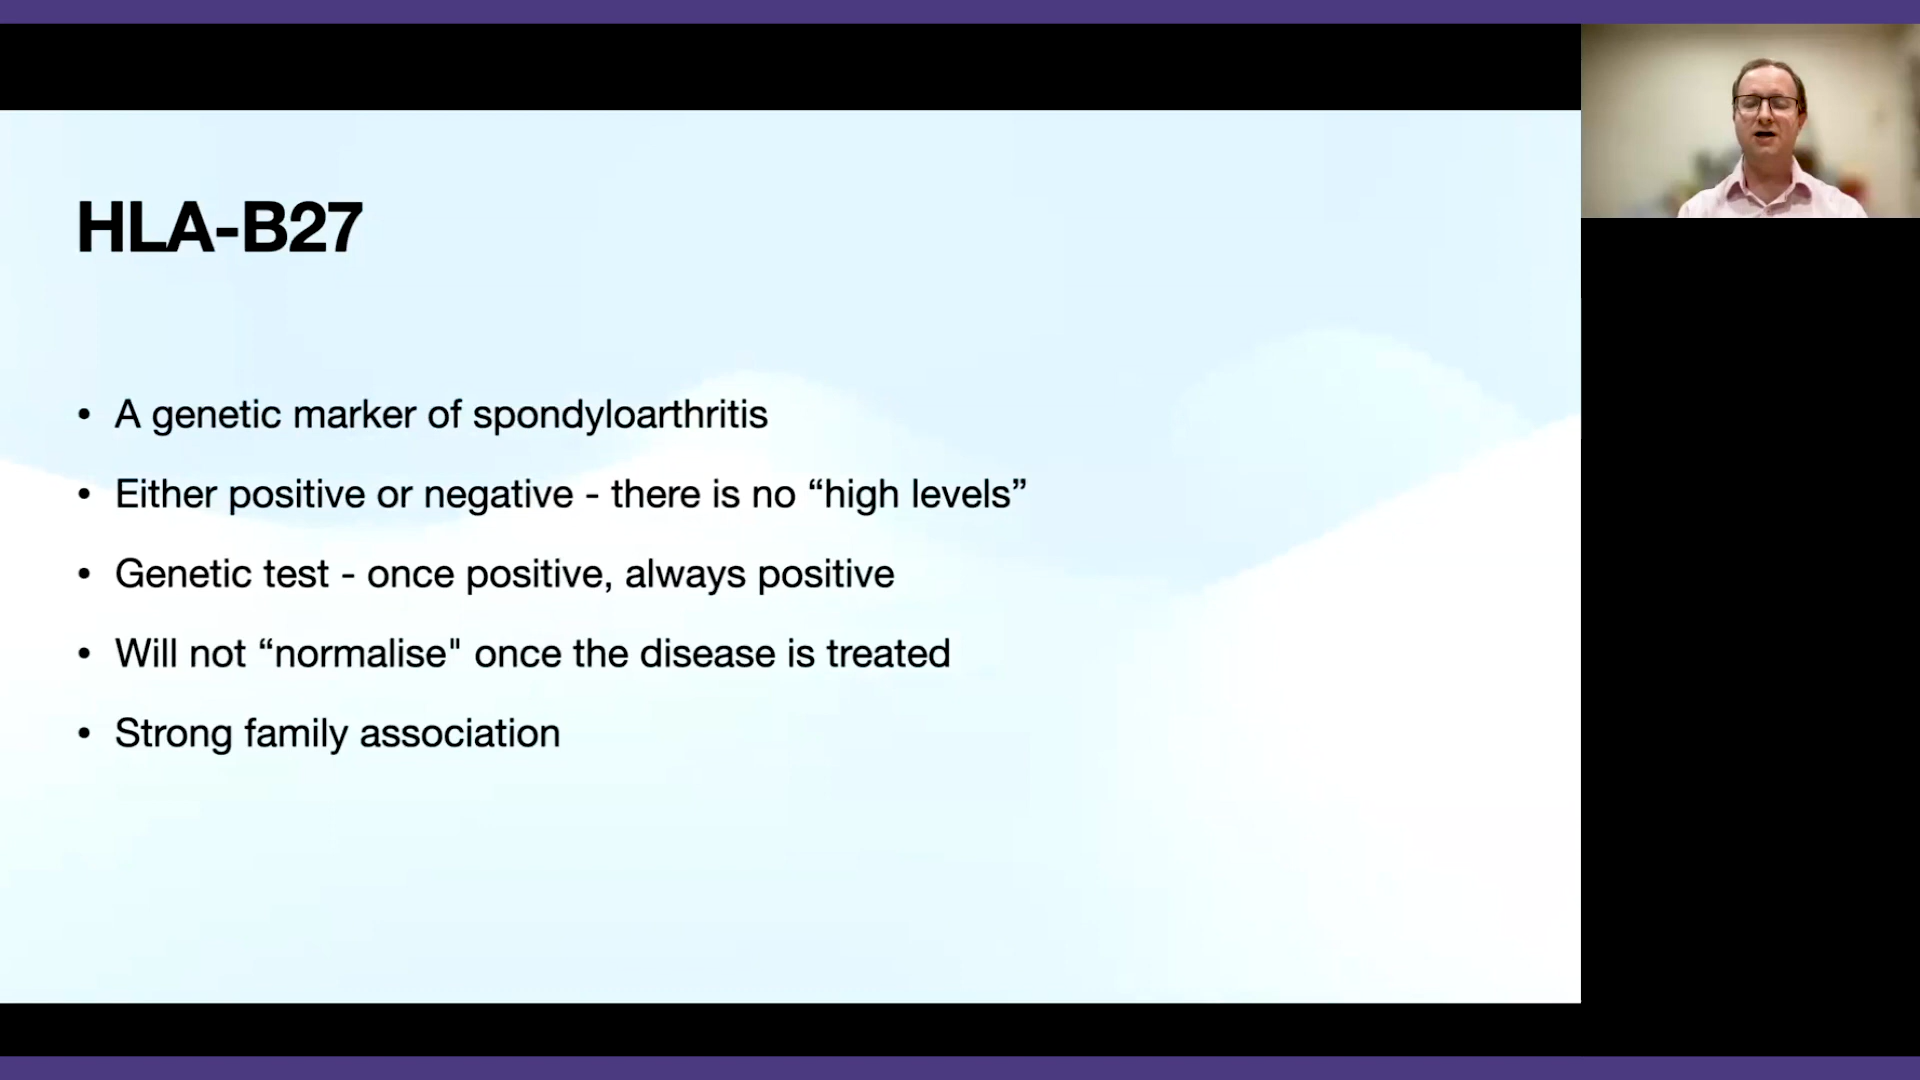 HLA-B27
• A genetic marker of spondyloarthritis
• Either positive or negative - there is no “high levels”
• Genetic test - once positive, always positive
• Will not “normalise" once the disease is treated
• Strong family association